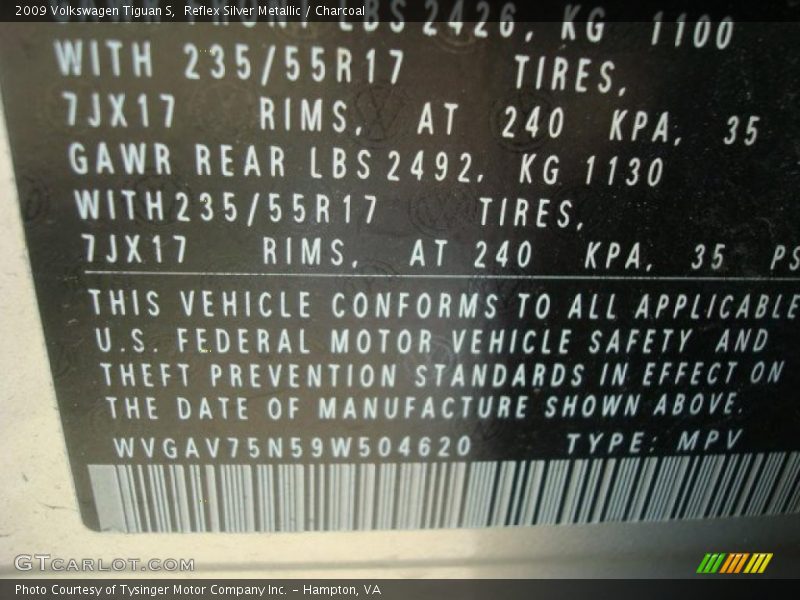 2009 Volkswagen Tiguan S, Reflex Silver Metallic / Charcoal
FRONT LBS 2426, KG 1100
WITH 235/55R17 TIRES,
7JX17 RIMS, AT 240 KPA, 35
GAWR REAR LBS 2492, KG 1130
WITH 235/55R17 TIRES,
7JX17 RIMS, AT 240 KPA, 35 PS
THIS VEHICLE CONFORMS TO ALL APPLICABLE
U.S. FEDERAL MOTOR VEHICLE SAFETY AND
THEFT PREVENTION STANDARDS IN EFFECT ON
THE DATE OF MANUFACTURE SHOWN ABOVE.
WVGAV75N59W504620 TYPE: MPV
GTCARLOT.COM
Photo Courtesy of Tysinger Motor Company Inc. - Hampton, VA